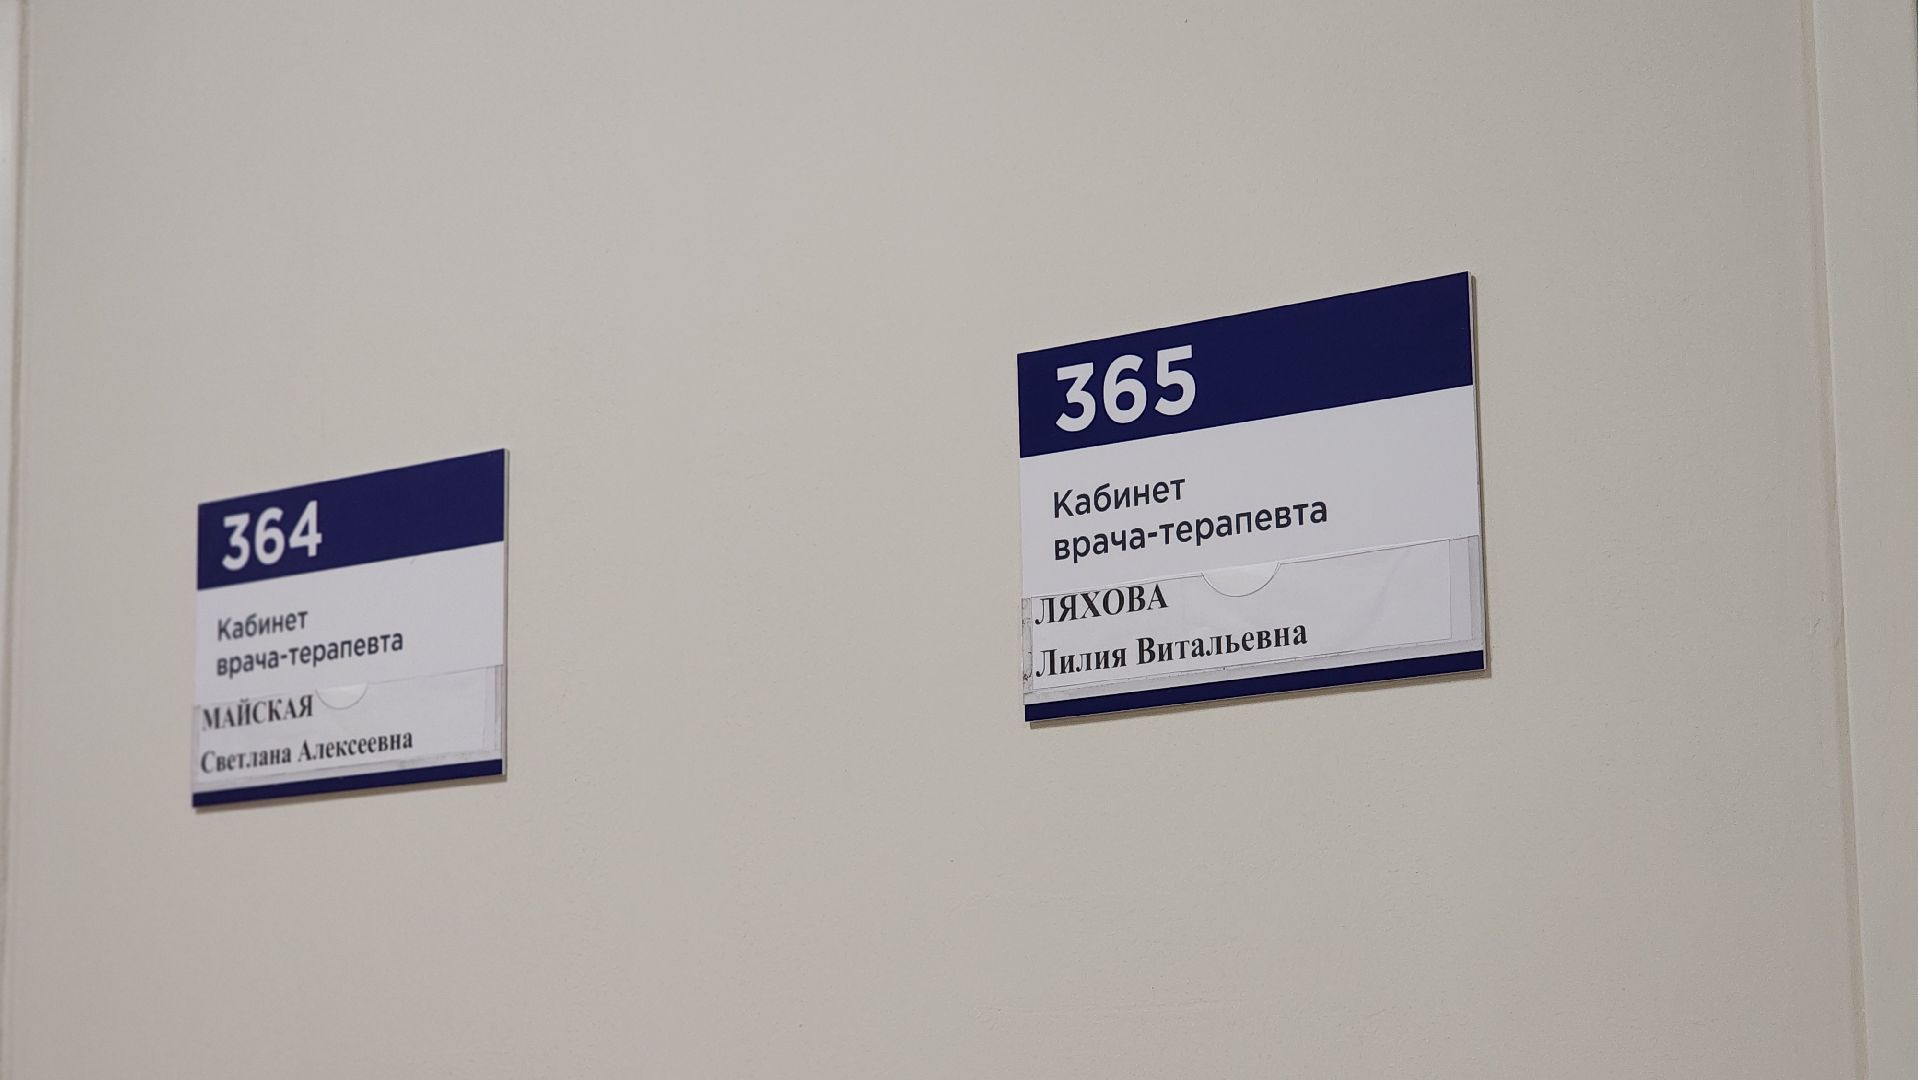 364
Кабинет
врача-терапевта
МАЙСКАЯ
Светлана Алексеевна
365
Кабинет
врача-терапевта
ЛЯХОВА
Лилия Витальевна